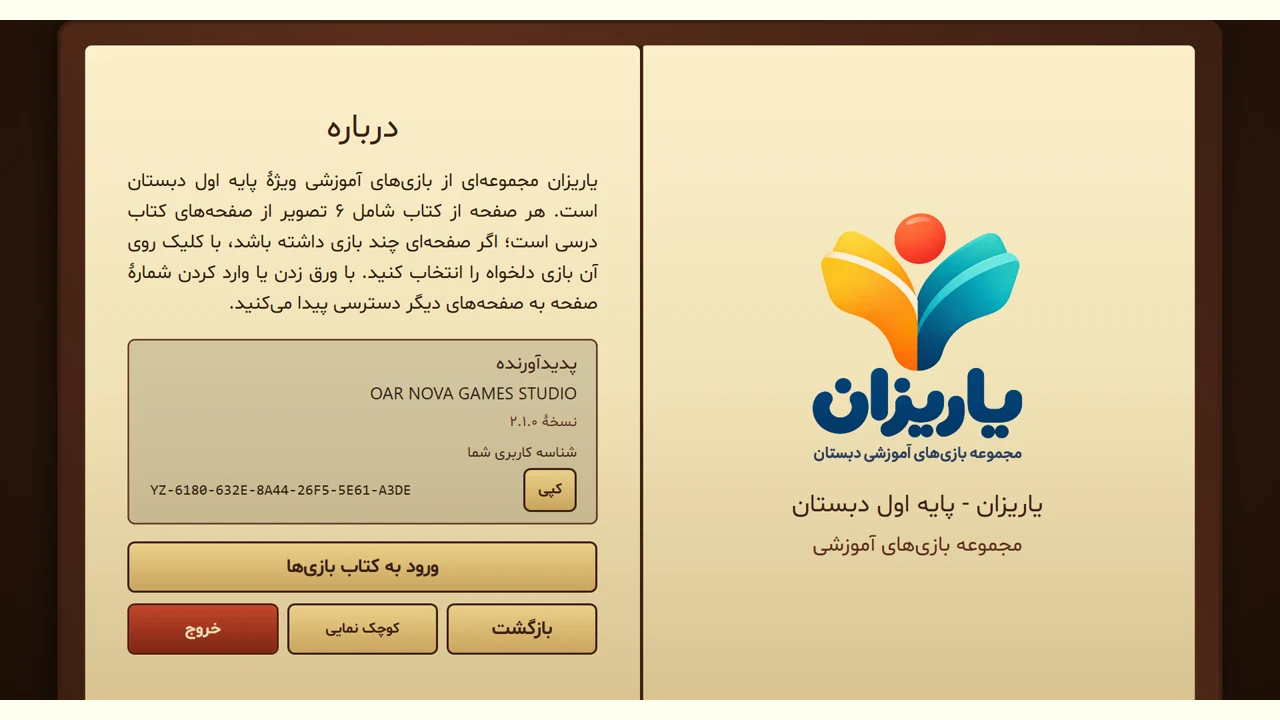 یاریزان
مجموعه بازی‌های آموزشی دبستان
یاریزان - پایه اول دبستان
مجموعه بازی‌های آموزشی
درباره
یاریزان مجموعه‌ای از بازی‌های آموزشی ویژهٔ پایه اول دبستان
است. هر صفحه از کتاب شامل ۶ تصویر از صفحه‌های کتاب
درسی است؛ اگر صفحه‌ای چند بازی داشته باشد، با کلیک روی
آن بازی دلخواه را انتخاب کنید. با ورق زدن یا وارد کردن شمارهٔ
صفحه به صفحه‌های دیگر دسترسی پیدا می‌کنید.
پدیدآورنده
OAR NOVA GAMES STUDIO
نسخهٔ ۲.۱.۰
شناسه کاربری شما
کپی
YZ-6180-632E-8A44-26F5-5E61-A3DE
ورود به کتاب بازی‌ها
بازگشت
کوچک نمایی
خروج